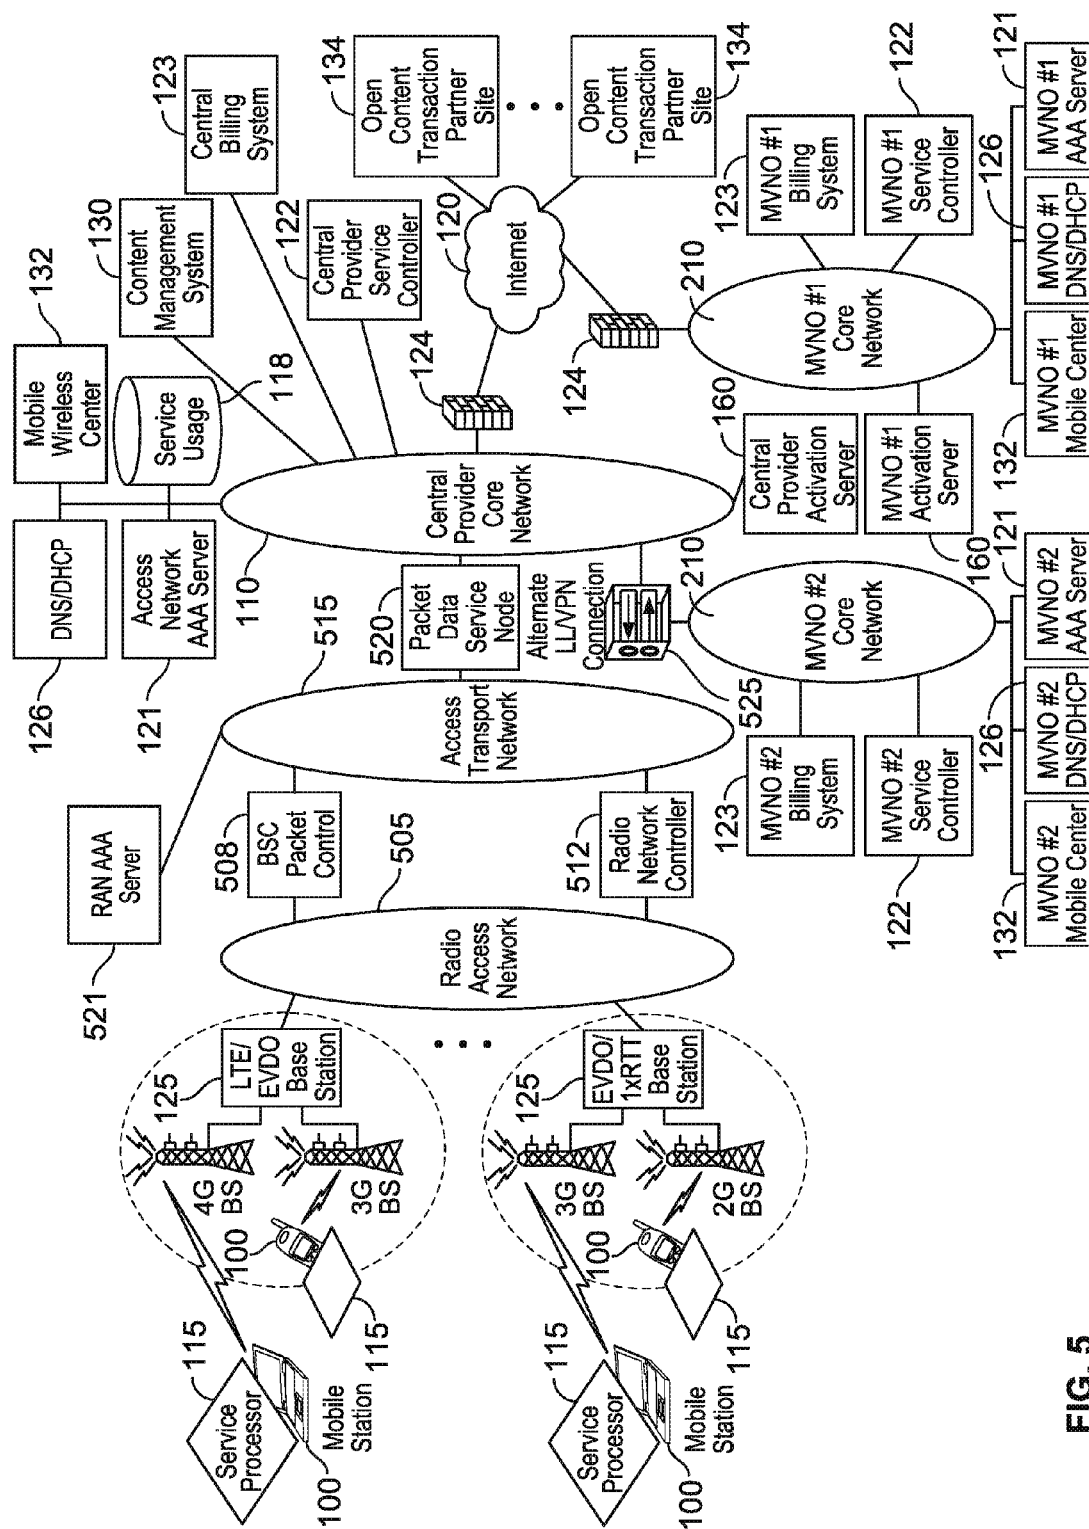 126
DNS/DHCP
Mobile
Wireless
Center
132
521
RAN AAA
Server
121
Access
Network
AAA Server
Service
Usage
118
Content
Management
System
130
Central
Billing
System
123
115
Service
Processor
100
Mobile
Station
4G
BS
125
LTE/
EVDO
Base
Station
100
3G
BS
115
508
BSC
Packet
Control
505
Radio
Access
Network
515
Access
Transport
Network
520
Packet
Data
Service
Node
110
Central
Provider
Core
Network
124
Central
Provider
Service
Controller
122
Internet
120
Open
Content
Transaction
Partner
Site
134
Open
Content
Transaction
Partner
Site
134
115
Service
Processor
100
Mobile
Station
3G
BS
125
EVDO/
1xRTT
Base
Station
100
2G
BS
115
512
Radio
Network
Controller
Alternate
LL/VPN
Connection
525
124
160
Central
Provider
Activation
Server
210
MVNO #2
Core
Network
123
MVNO #2
Billing
System
122
MVNO #2
Service
Controller
160
MVNO #1
Activation
Server
210
MVNO #1
Core
Network
123
MVNO #1
Billing
System
MVNO #1
Service
Controller
122
132
MVNO #2
Mobile Center
126
MVNO #2
DNS/DHCP
121
MVNO #2
AAA Server
132
MVNO #1
Mobile Center
126
MVNO #1
DNS/DHCP
121
MVNO #1
AAA Server
FIG. 5